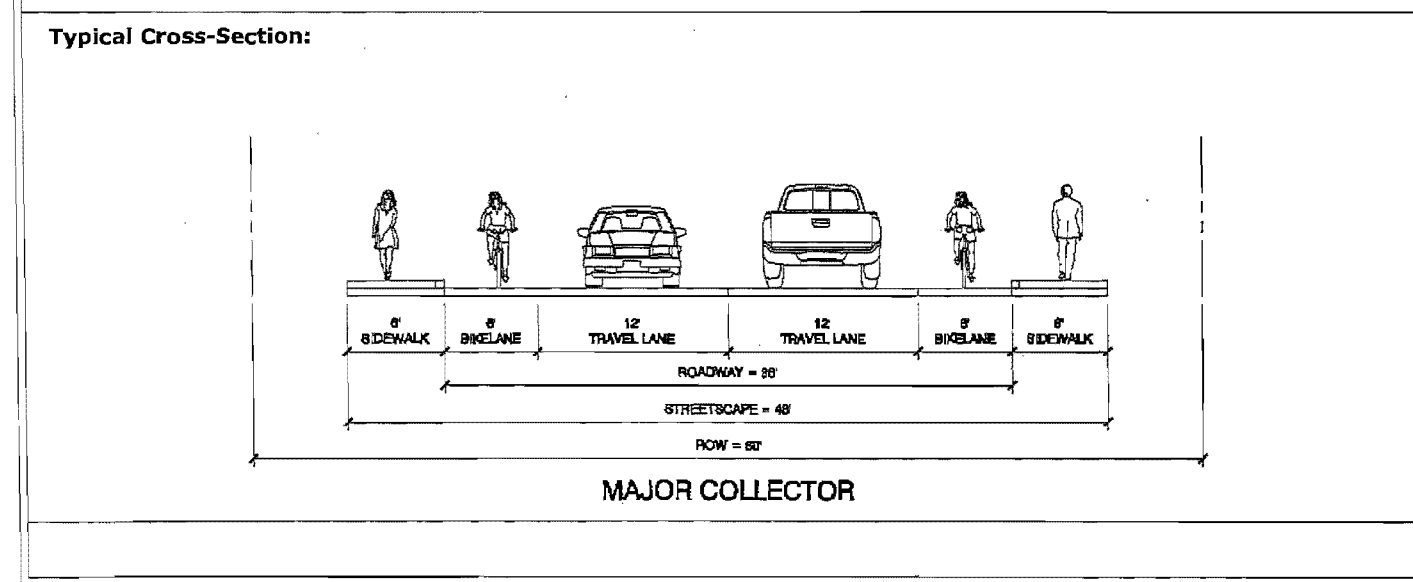 Typical Cross-Section:
6' 6' 12' 12' 6' 6'
SIDEWALK BIKELANE TRAVEL LANE TRAVEL LANE BIKELANE SIDEWALK
ROADWAY = 36'
STREETSCAPE = 48'
ROW = 60'
MAJOR COLLECTOR